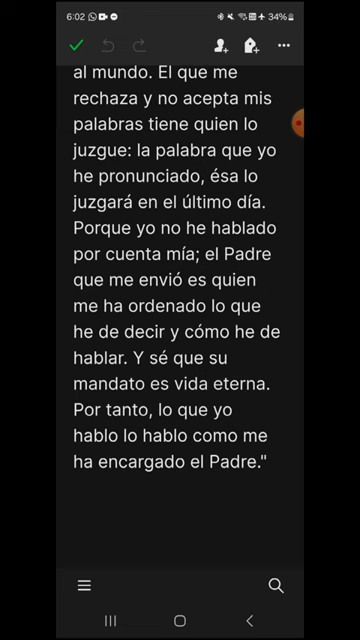 6:02
34%
al mundo. El que me
rechaza y no acepta mis
palabras tiene quien lo
juzgue: la palabra que yo
he pronunciado, ésa lo
juzgará en el último día.
Porque yo no he hablado
por cuenta mía; el Padre
que me envió es quien
me ha ordenado lo que
he de decir y cómo he de
hablar. Y sé que su
mandato es vida eterna.
Por tanto, lo que yo
hablo lo hablo como me
ha encargado el Padre."